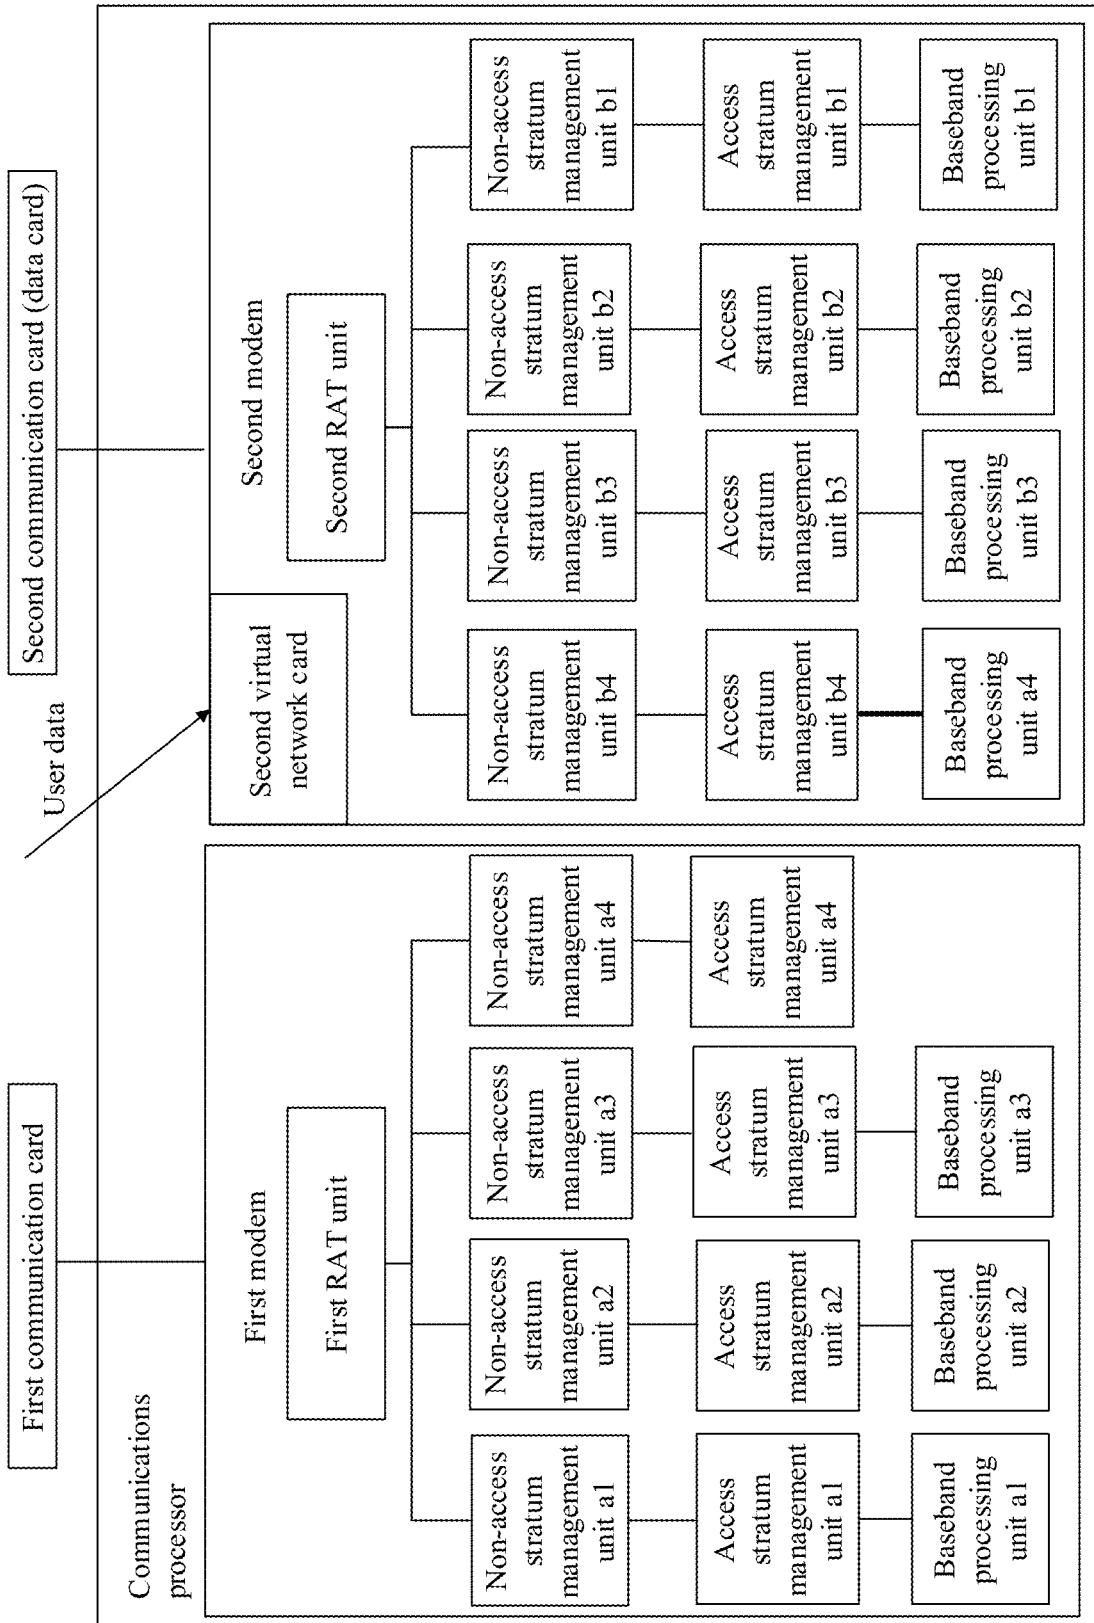 First communication card
Second communication card (data card)
User data
Communications
processor
First modem
First RAT unit
Non-access
stratum
management
unit a1
Non-access
stratum
management
unit a2
Non-access
stratum
management
unit a3
Non-access
stratum
management
unit a4
Access
stratum
management
unit a1
Access
stratum
management
unit a2
Access
stratum
management
unit a3
Access
stratum
management
unit a4
Baseband
processing
unit a1
Baseband
processing
unit a2
Baseband
processing
unit a3
Second virtual
network card
Second modem
Second RAT unit
Non-access
stratum
management
unit b4
Non-access
stratum
management
unit b3
Non-access
stratum
management
unit b2
Non-access
stratum
management
unit b1
Access
stratum
management
unit b4
Access
stratum
management
unit b3
Access
stratum
management
unit b2
Access
stratum
management
unit b1
Baseband
processing
unit a4
Baseband
processing
unit b3
Baseband
processing
unit b2
Baseband
processing
unit b1